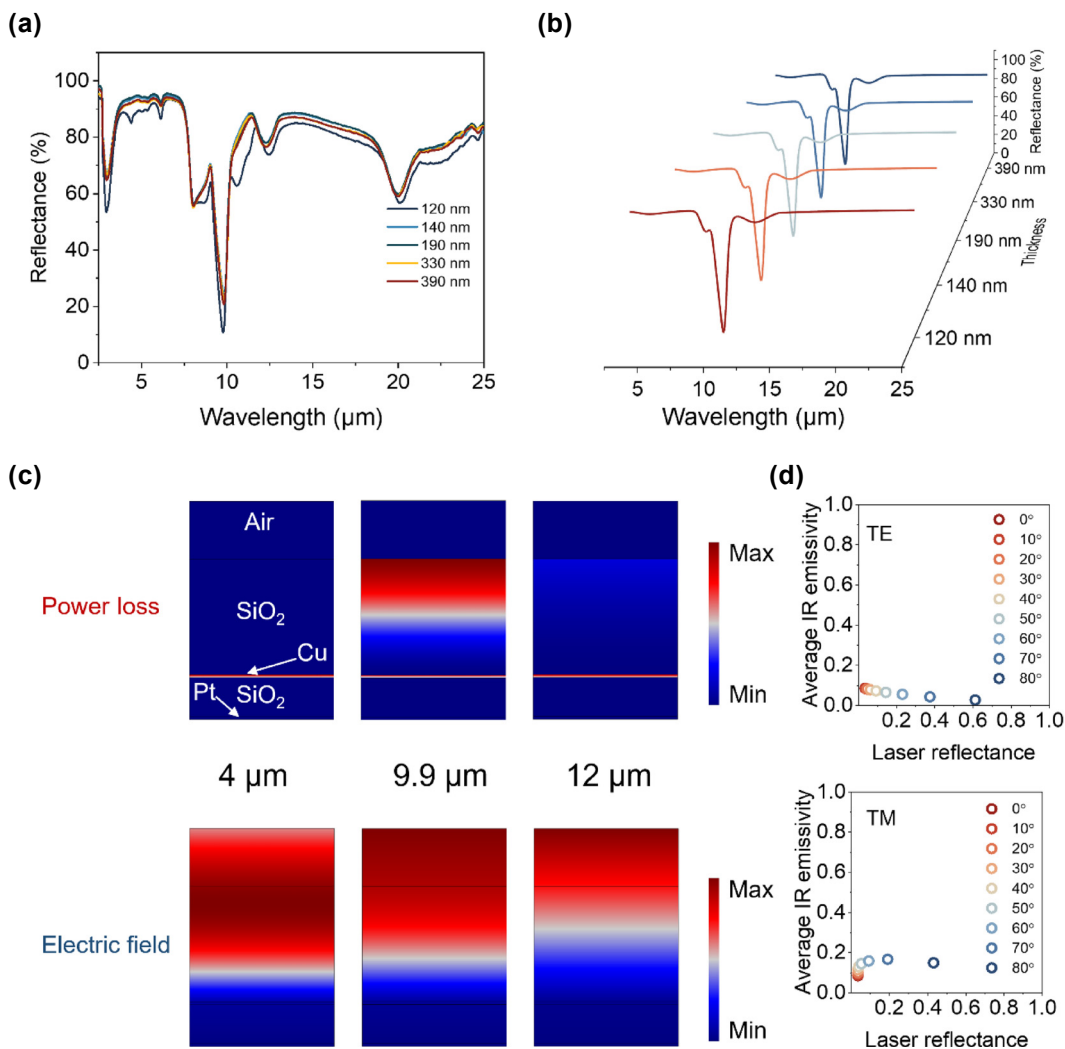 (a)
100
80
60
40
20
0
Reflectance (%)
120 nm
140 nm
190 nm
330 nm
390 nm
5
10
15
20
25
Wavelength (μm)
(b)
100
80
60
40
20
0
Reflectance (%)
390 nm
330 nm
190 nm
140 nm
120 nm
Thickness
5
10
15
20
25
Wavelength (μm)
(c)
Power loss
Air
SiO₂
Cu
Pt
SiO₂
Max
Min
4 μm
9.9 μm
12 μm
Electric field
Max
Min
(d)
Average IR emissivity
1.0
0.8
0.6
0.4
0.2
0.0
TE
0°
10°
20°
30°
40°
50°
60°
70°
80°
0.0
0.2
0.4
0.6
0.8
1.0
Laser reflectance
Average IR emissivity
1.0
0.8
0.6
0.4
0.2
0.0
TM
0°
10°
20°
30°
40°
50°
60°
70°
80°
0.0
0.2
0.4
0.6
0.8
1.0
Laser reflectance